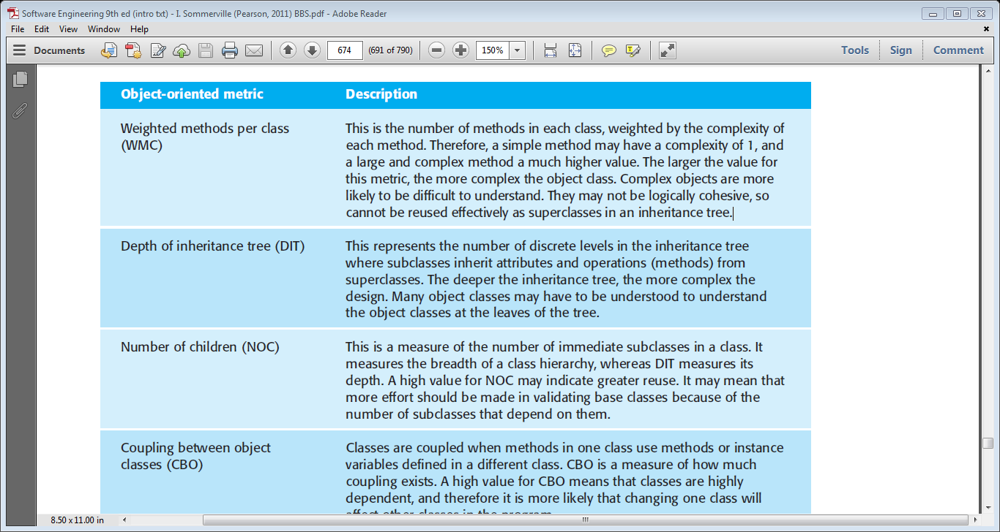 Software Engineering 9th ed (intro txt) - I. Sommerville (Pearson, 2011) BBS.pdf - Adobe Reader
File Edit View Window Help
Documents 674 (691 of 790) 150% Tools Sign Comment
Object-oriented metric Description
Weighted methods per class
(WMC)
This is the number of methods in each class, weighted by the complexity of
each method. Therefore, a simple method may have a complexity of 1, and
a large and complex method a much higher value. The larger the value for
this metric, the more complex the object class. Complex objects are more
likely to be difficult to understand. They may not be logically cohesive, so
cannot be reused effectively as superclasses in an inheritance tree.
Depth of inheritance tree (DIT)
This represents the number of discrete levels in the inheritance tree
where subclasses inherit attributes and operations (methods) from
superclasses. The deeper the inheritance tree, the more complex the
design. Many object classes may have to be understood to understand
the object classes at the leaves of the tree.
Number of children (NOC)
This is a measure of the number of immediate subclasses in a class. It
measures the breadth of a class hierarchy, whereas DIT measures its
depth. A high value for NOC may indicate greater reuse. It may mean that
more effort should be made in validating base classes because of the
number of subclasses that depend on them.
Coupling between object
classes (CBO)
Classes are coupled when methods in one class use methods or instance
variables defined in a different class. CBO is a measure of how much
coupling exists. A high value for CBO means that classes are highly
dependent, and therefore it is more likely that changing one class will
affect other classes in the program.
8.50 x 11.00 in